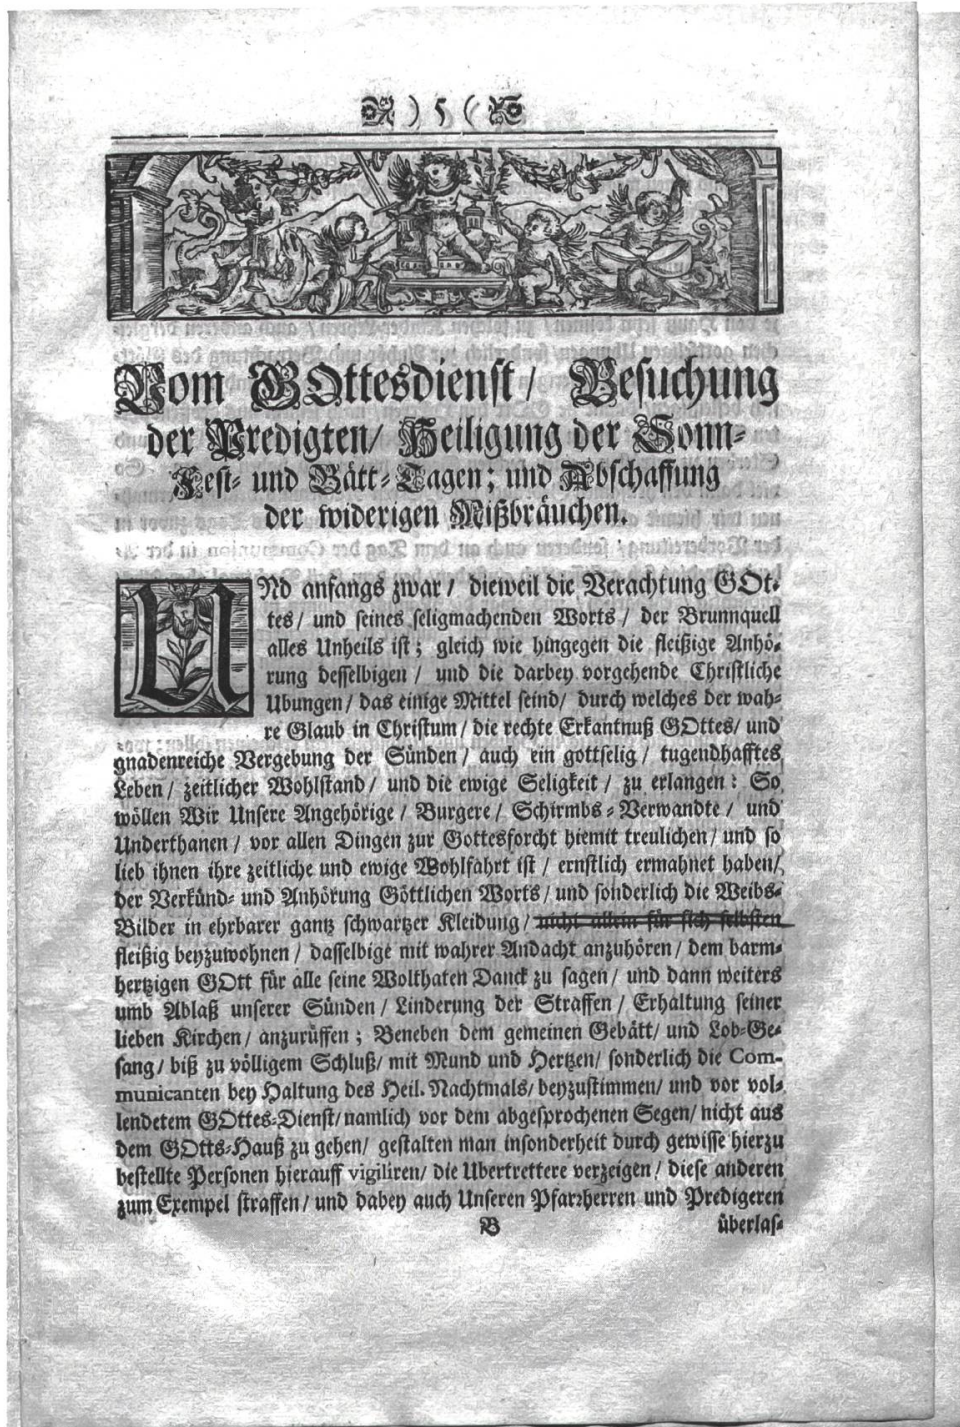 ) 5 (
Vom GOttesdienst / Besuchung
der Predigten / Heiligung der Sonn-
Fest- und Bätt-Tagen; und Abschaffung
der widerigen Mißbräuchen.
UNd anfangs zwar / dieweil die Verachtung GOt-
tes / und seines seligmachenden Worts / der Brunnquell
alles Unheils ist; gleich wie hingegen die fleißige Anhö-
rung desselbigen / und die darbey vorgehende Christliche
Ubungen / das einige Mittel seind / durch welches der wah-
re Glaub in Christum / die rechte Erkantnuß GOttes / und
gnadenreiche Vergebung der Sünden / auch ein gottselig / tugendhafftes
Leben / zeitlicher Wohlstand / und die ewige Seligkeit / zu erlangen: So
wöllen Wir Unsere Angehörige / Burgere / Schirmbs-Verwandte / und
Underthanen / vor allen Dingen zur Gottesforcht hiemit treulichen / und so
lieb ihnen ihre zeitliche und ewige Wohlfahrt ist / ernstlich ermahnet haben /
der Verkünd- und Anhörung Göttlichen Worts / und sonderlich die Weibs-
Bilder in ehrbarer gantz schwartzer Kleidung / nicht allein für sich selbsten
fleißig beyzuwohnen / dasselbige mit wahrer Andacht anzuhören / dem barm-
hertzigen GOtt für alle seine Wolthaten Danck zu sagen / und dann weiters
umb Ablaß unserer Sünden / Linderung der Straffen / Erhaltung seiner
lieben Kirchen / anzurüffen; Beneben dem gemeinen Gebätt / und Lob-Ge-
sang / biß zu völligem Schluß / mit Mund und Hertzen / sonderlich die Com-
municanten bey Haltung des Heil. Nachtmals / beyzustimmen / und vor vol-
lendetem GOttes-Dienst / namlich vor dem abgesprochenen Segen / nicht aus
dem GOtts-Hauß zu gehen / gestalten man insonderheit durch gewisse hierzu
bestellte Personen hierauff vigiliren / die Ubertrettere verzeigen / diese anderen
zum Exempel straffen / und dabey auch Unseren Pfarzherren und Predigeren
B überlas-